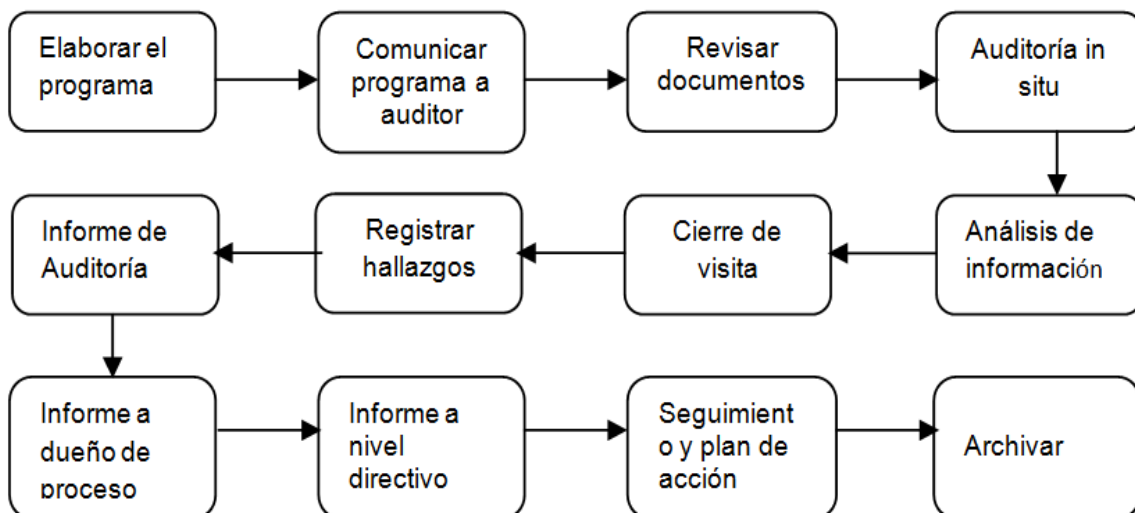 Elaborar el
programa
Comunicar
programa a
auditor
Revisar
documentos
Auditoría in
situ
Análisis de
información
Cierre de
visita
Registrar
hallazgos
Informe de
Auditoría
Informe a
dueño de
proceso
Informe a
nivel
directivo
Seguimient
o y plan de
acción
Archivar